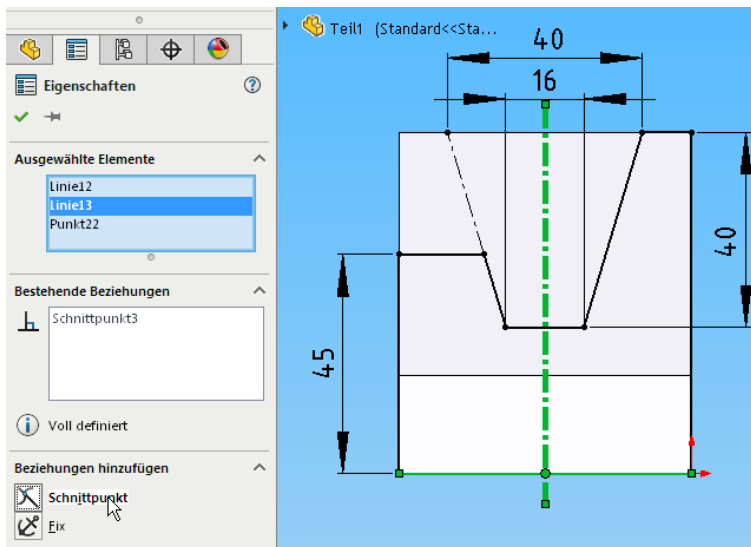 Teil1 (Standard<<Sta...
Eigenschaften
Ausgewählte Elemente
Linie12
Linie13
Punkt22
Bestehende Beziehungen
Schnittpunkt3
Voll definiert
Beziehungen hinzufügen
Schnittpunkt
Fix
40
16
40
45